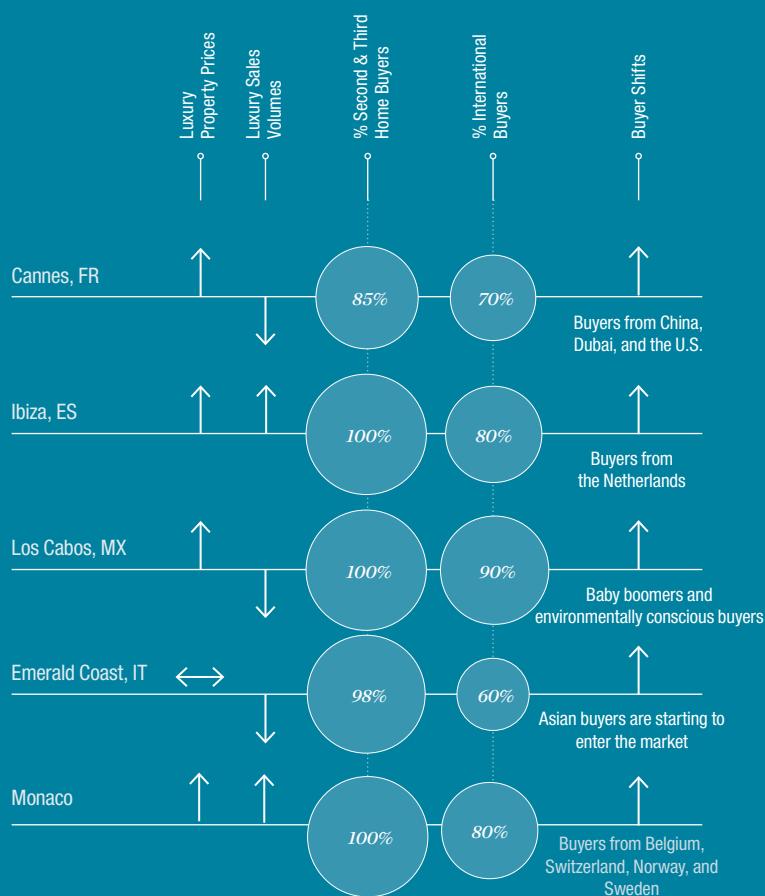 Luxury
Property Prices
Luxury Sales
Volumes
% Second & Third
Home Buyers
% International
Buyers
Buyer Shifts
Cannes, FR
85%
70%
Buyers from China,
Dubai, and the U.S.
Ibiza, ES
100%
80%
Buyers from
the Netherlands
Los Cabos, MX
100%
90%
Baby boomers and
environmentally conscious buyers
Emerald Coast, IT
98%
60%
Asian buyers are starting to
enter the market
Monaco
100%
80%
Buyers from Belgium,
Switzerland, Norway, and
Sweden